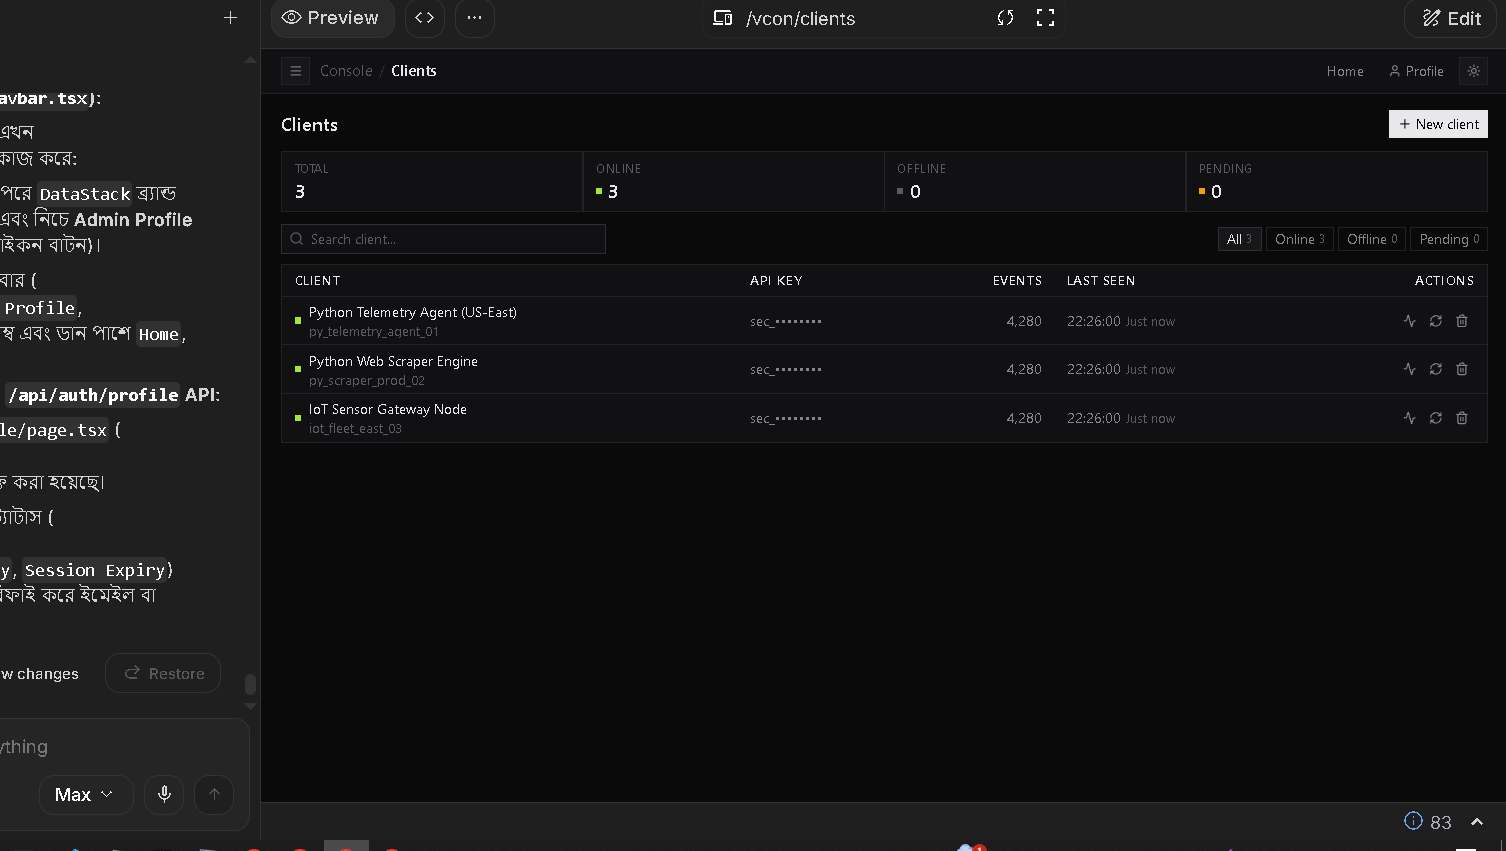 Preview
/vcon/clients
Edit
avbar.tsx):
এখন
কাজ করে:
পরে DataStack ব্র্যান্ড
এবং নিচে Admin Profile
াইকন বাটন)।
বার (
Profile,
স্ব এবং ডান পাশে Home,
/api/auth/profile API:
le/page.tsx (
করা হয়েছে।
ট্যাটাস (
y, Session Expiry)
িফাই করে ইমেইল বা
w changes
Restore
ything
Max
Console / Clients
Home
Profile
Clients
+ New client
TOTAL
3
ONLINE
3
OFFLINE
0
PENDING
0
Search client...
All 3
Online 3
Offline 0
Pending 0
CLIENT API KEY EVENTS LAST SEEN ACTIONS
Python Telemetry Agent (US-East)
py_telemetry_agent_01
sec_•••••••• 4,280 22:26:00 Just now
Python Web Scraper Engine
py_scraper_prod_02
sec_•••••••• 4,280 22:26:00 Just now
IoT Sensor Gateway Node
iot_fleet_east_03
sec_•••••••• 4,280 22:26:00 Just now
83
1